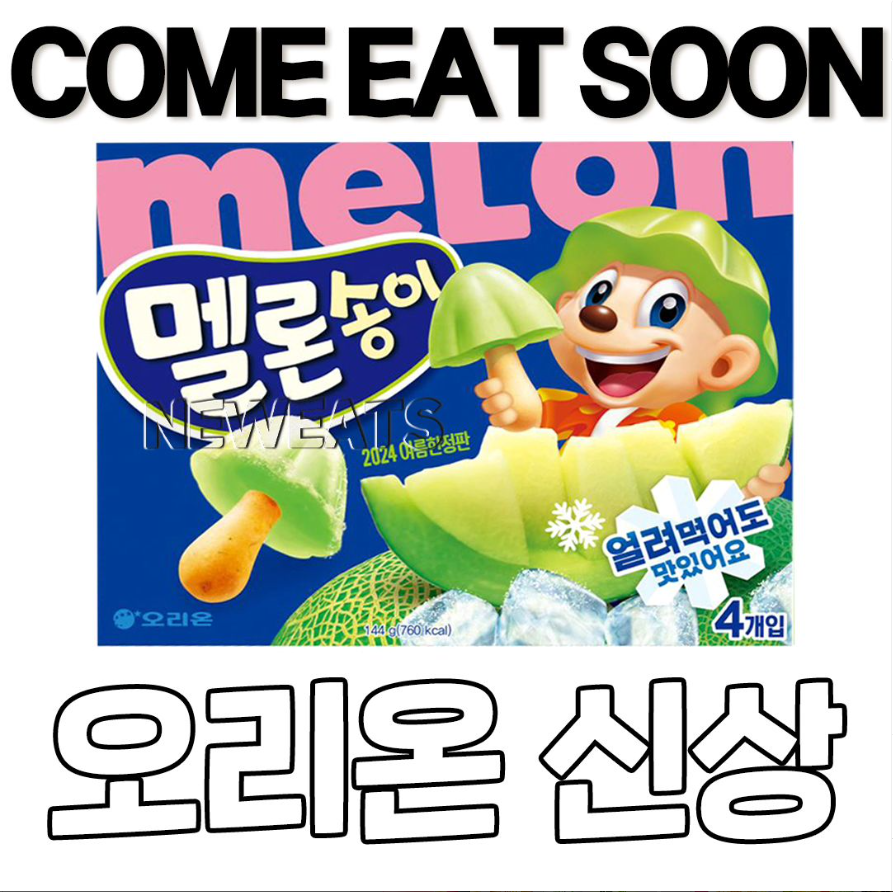 COME EAT SOON
melon
멜론송이
NEWEATS
2024 여름한정판
얼려먹어도
맛있어요
오리온
144 g(760 kcal)
4개입
오리온 신상